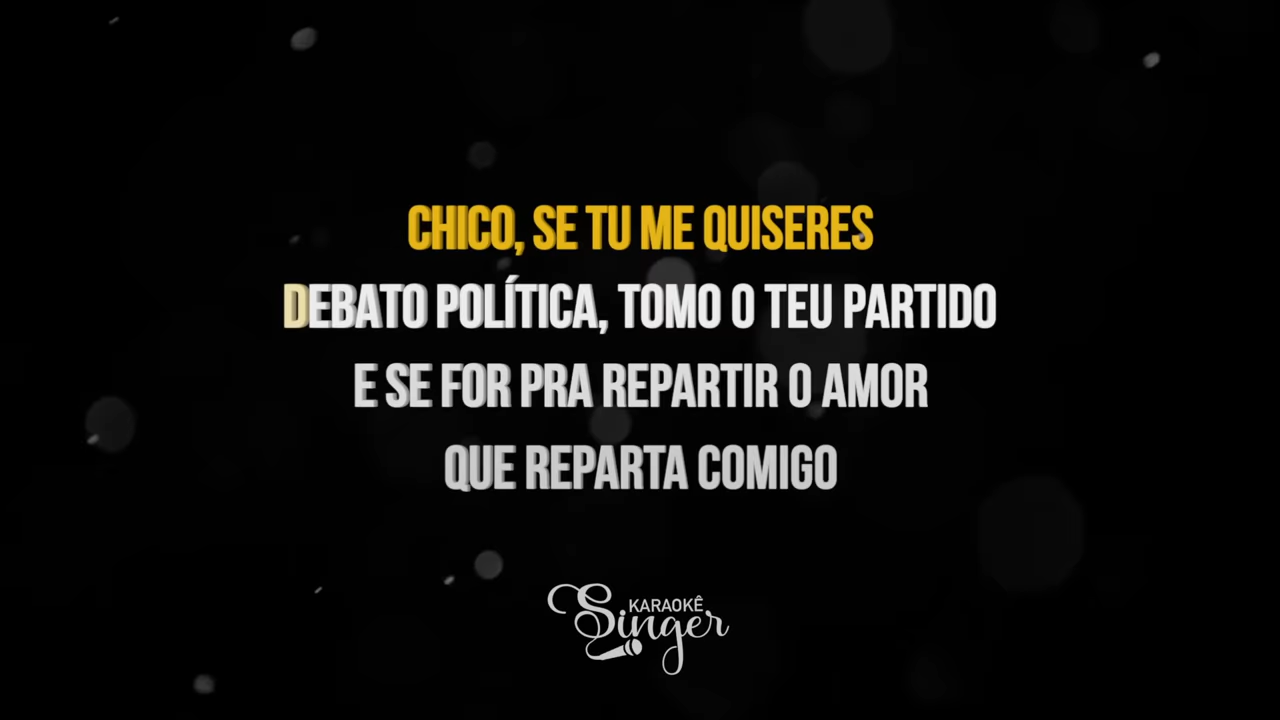 CHICO, SE TU ME QUISERES
DEBATO POLÍTICA, TOMO O TEU PARTIDO
E SE FOR PRA REPARTIR O AMOR
QUE REPARTA COMIGO
KARAOKÊ
Singer